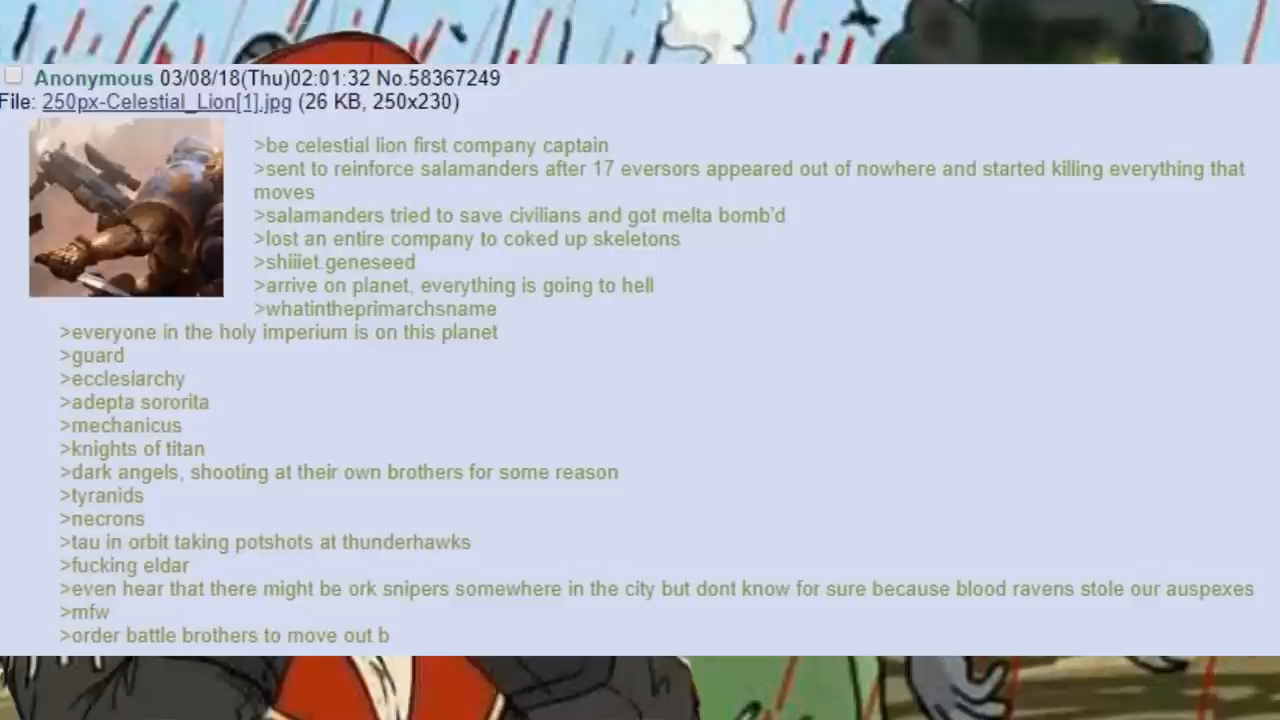 Anonymous 03/08/18(Thu)02:01:32 No.58367249
File: 250px-Celestial_Lion[1].jpg (26 KB, 250x230)
>be celestial lion first company captain
>sent to reinforce salamanders after 17 eversors appeared out of nowhere and started killing everything that
moves
>salamanders tried to save civilians and got melta bomb'd
>lost an entire company to coked up skeletons
>shiiiet.geneseed
>arrive on planet, everything is going to hell
>whatintheprimarchsname
>everyone in the holy imperium is on this planet
>guard
>ecclesiarchy
>adepta sororita
>mechanicus
>knights of titan
>dark angels, shooting at their own brothers for some reason
>tyranids
>necrons
>tau in orbit taking potshots at thunderhawks
>fucking eldar
>even hear that there might be ork snipers somewhere in the city but dont know for sure because blood ravens stole our auspexes
>mfw
>order battle brothers to move out b